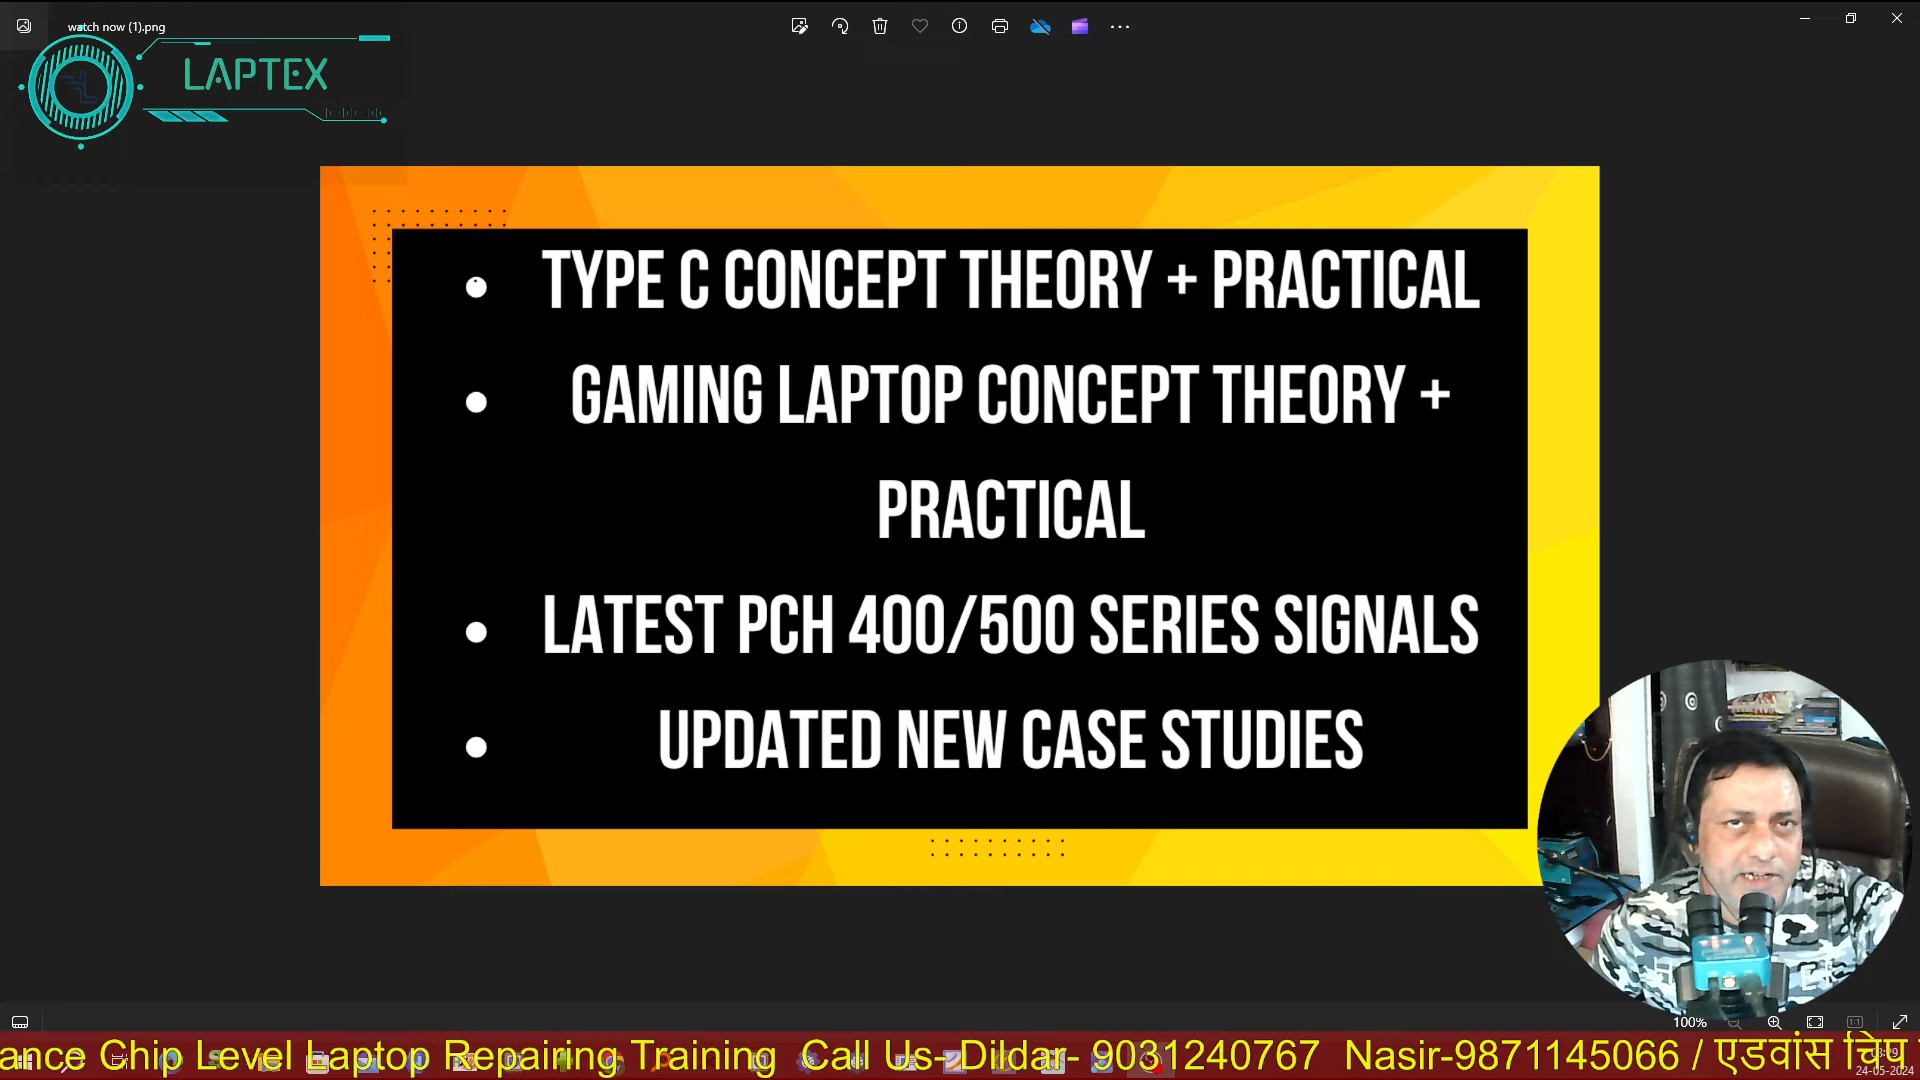 watch now (1).png
LAPTEX
• TYPE C CONCEPT THEORY + PRACTICAL
• GAMING LAPTOP CONCEPT THEORY +
PRACTICAL
• LATEST PCH 400/500 SERIES SIGNALS
• UPDATED NEW CASE STUDIES
100%
ance Chip Level Laptop Repairing Training Call Us- Dildar- 9031240767 Nasir-9871145066 / एडवांस चिप
24-05-2024